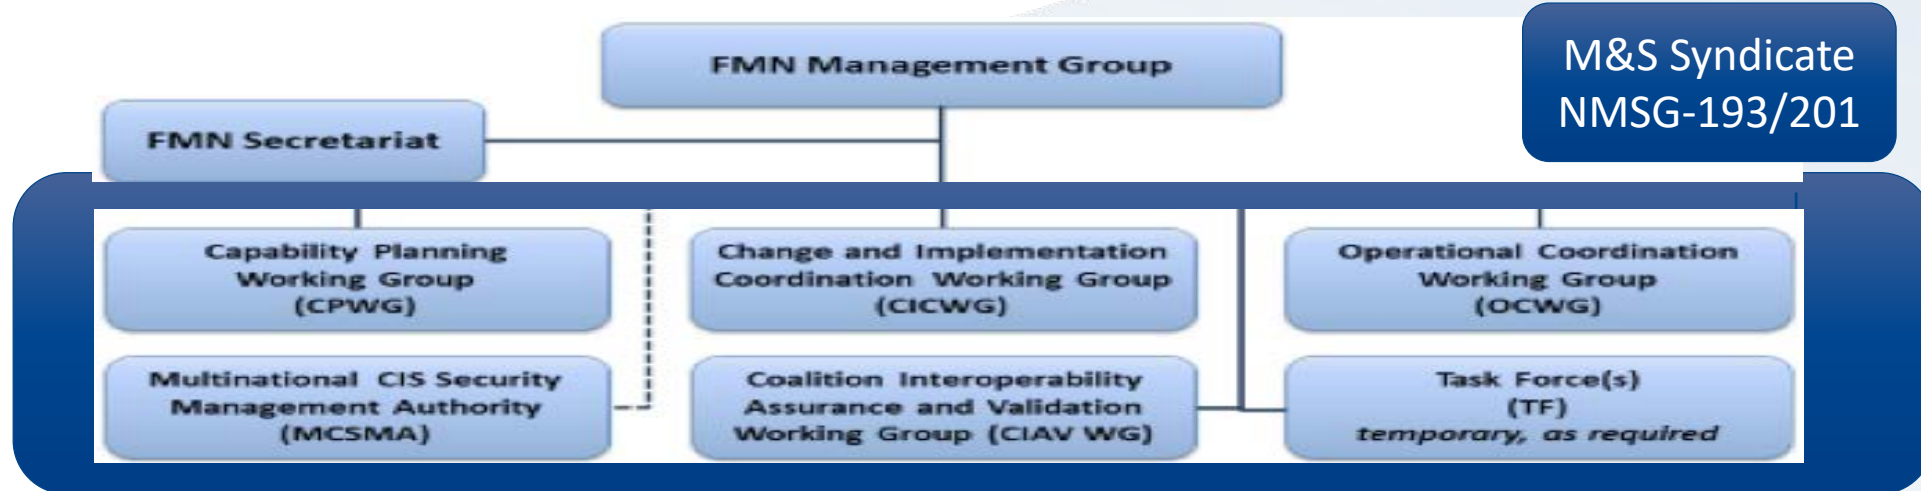 FMN Management Group
M&S Syndicate
NMSG-193/201
FMN Secretariat
Capability Planning
Working Group
(CPWG)
Change and Implementation
Coordination Working Group
(CICWG)
Operational Coordination
Working Group
(OCWG)
Multinational CIS Security
Management Authority
(MCSMA)
Coalition Interoperability
Assurance and Validation
Working Group (CIAV WG)
Task Force(s)
(TF)
temporary, as required